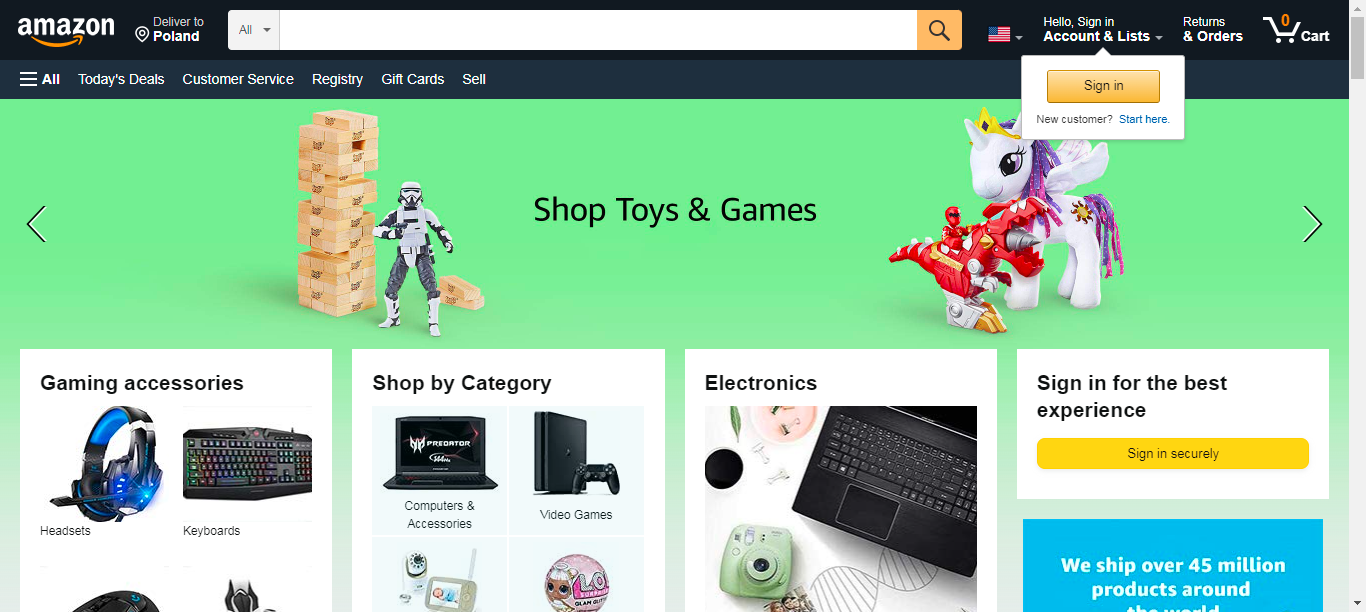 amazon
Deliver to
Poland
All
Hello, Sign in
Account & Lists
Returns
& Orders
0
Cart
All
Today's Deals
Customer Service
Registry
Gift Cards
Sell
Sign in
New customer? Start here.
Shop Toys & Games
Gaming accessories
Headsets
Keyboards
Shop by Category
PREDATOR
Computers &
Accessories
Video Games
Electronics
Sign in for the best
experience
Sign in securely
We ship over 45 million
products around
the world